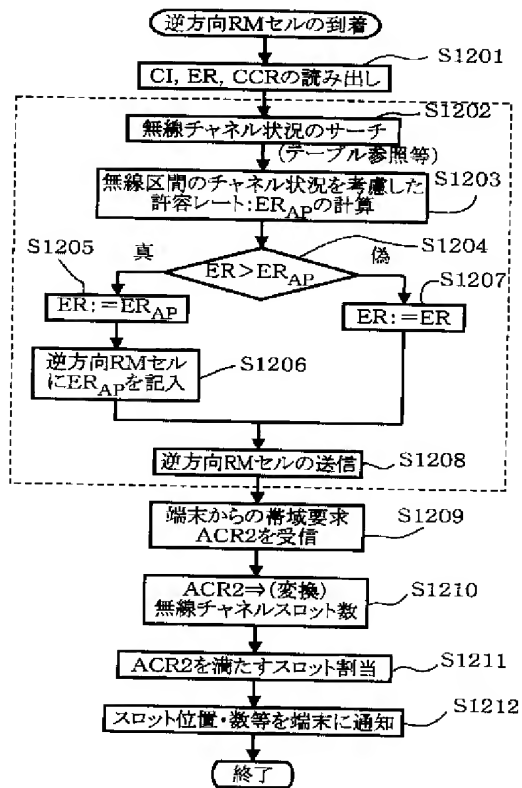 逆方向RMセルの到着
S1201
CI, ER, CCRの読み出し
S1202
無線チャネル状況のサーチ
(テーブル参照等)
S1203
無線区間のチャネル状況を考慮した
許容レート:ERAPの計算
S1204
ER>ERAP
真
偽
S1205
ER:=ERAP
S1207
ER:=ER
S1206
逆方向RMセル
にERAPを記入
S1208
逆方向RMセルの送信
S1209
端末からの帯域要求
ACR2を受信
S1210
ACR2⇒(変換)
無線チャネルスロット数
S1211
ACR2を満たすスロット割当
S1212
スロット位置・数等を端末に通知
終了